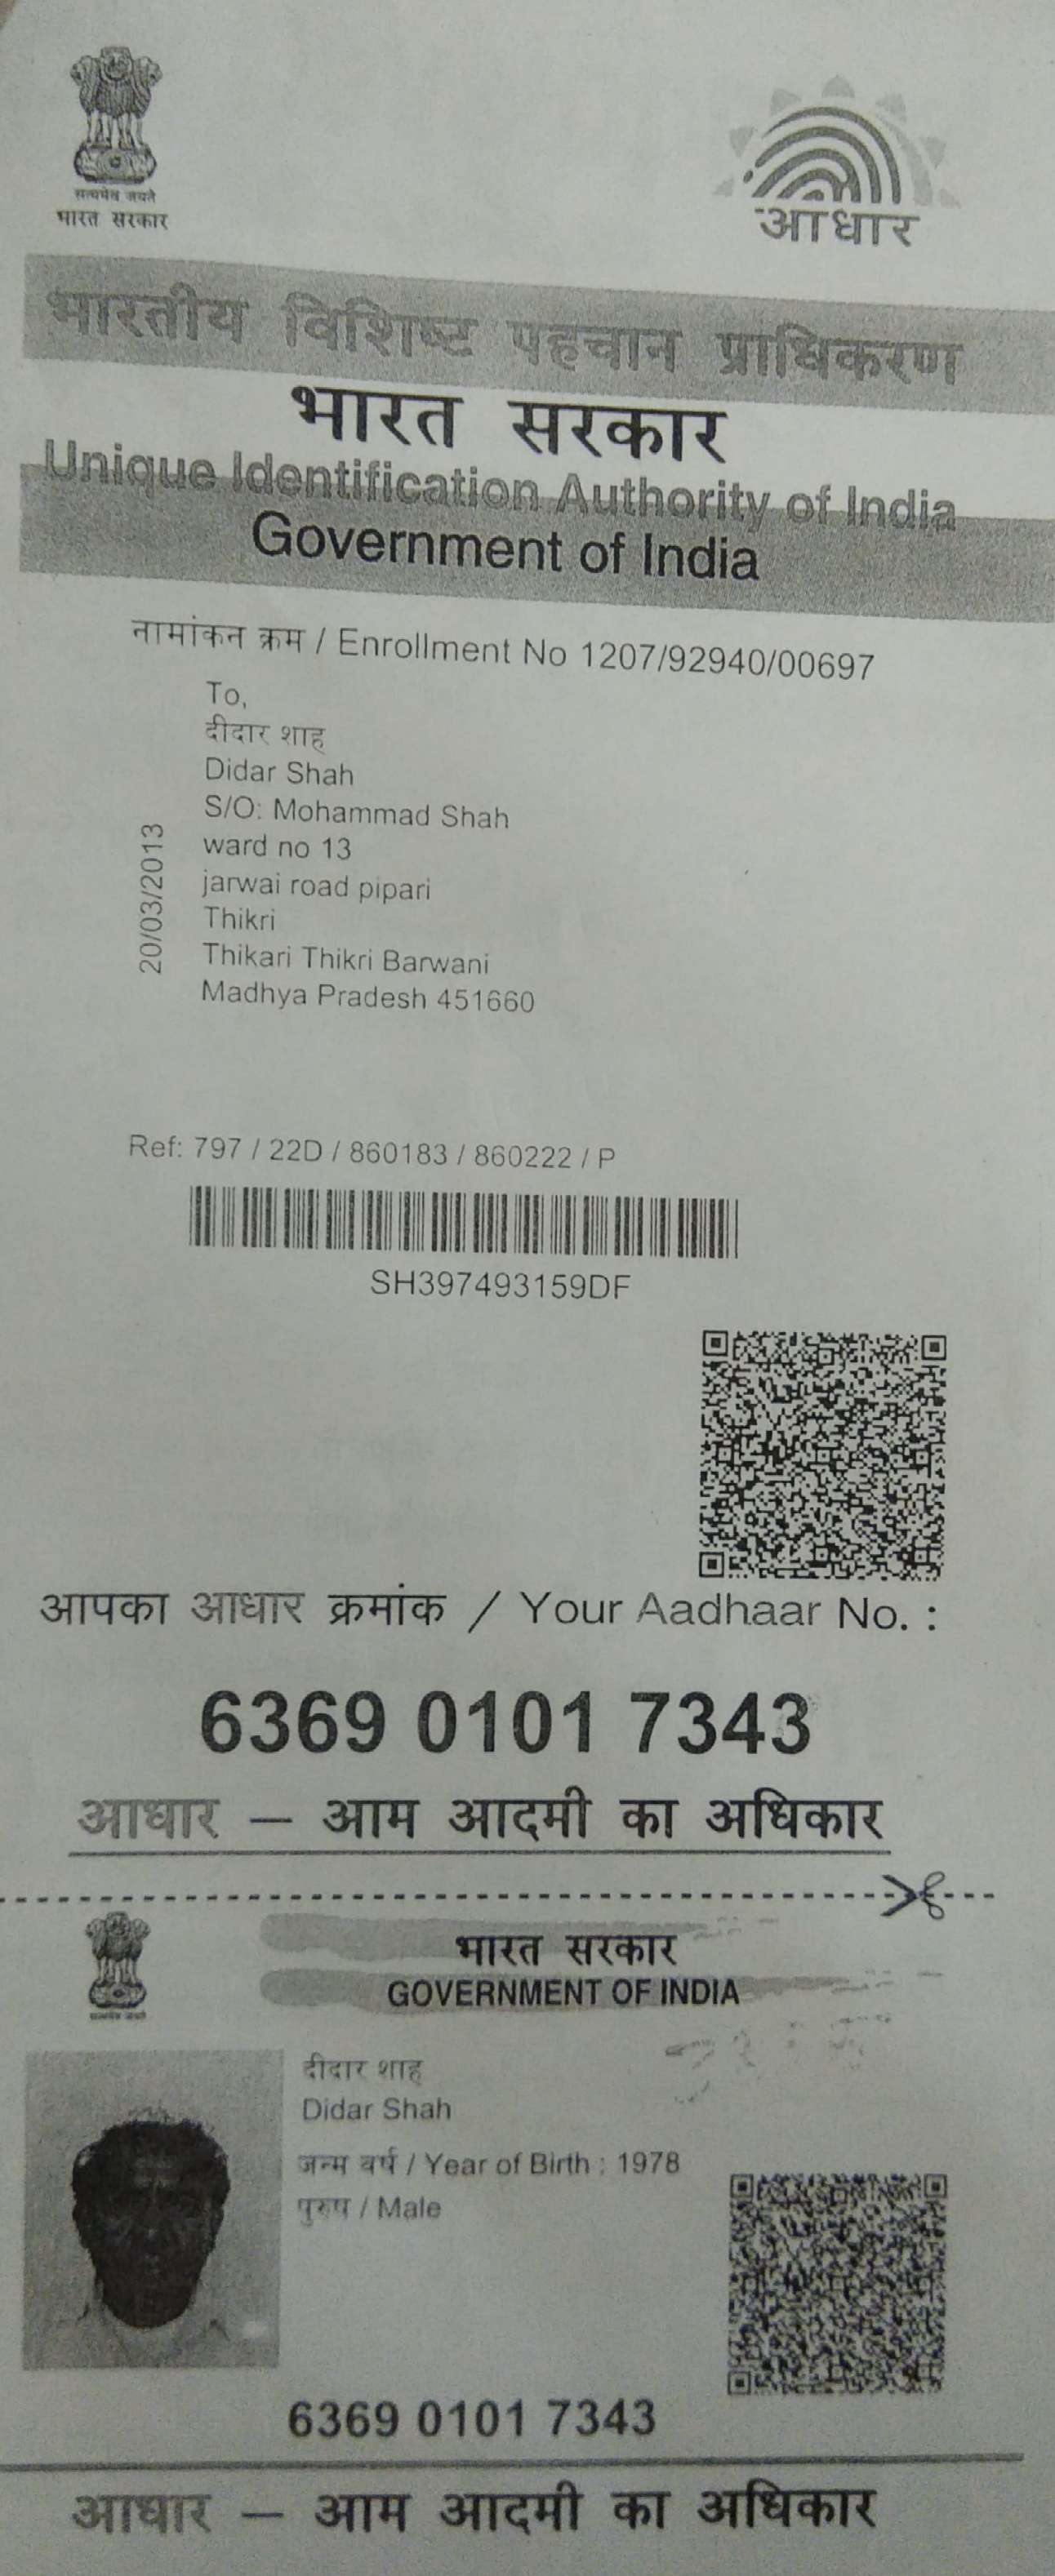 सत्यमेव जयते
भारत सरकार
आधार
भारतीय विशिष्ट पहचान प्राधिकरण
भारत सरकार
Unique Identification Authority of India
Government of India
नामांकन क्रम / Enrollment No 1207/92940/00697
To,
दीदार शाह
Didar Shah
S/O: Mohammad Shah
ward no 13
jarwai road pipari
Thikri
Thikari Thikri Barwani
Madhya Pradesh 451660
20/03/2013
Ref: 797 / 22D / 860183 / 860222 / P
SH397493159DF
आपका आधार क्रमांक / Your Aadhaar No. :
6369 0101 7343
आधार – आम आदमी का अधिकार
भारत सरकार
GOVERNMENT OF INDIA
दीदार शाह
Didar Shah
जन्म वर्ष / Year of Birth : 1978
पुरुष / Male
6369 0101 7343
आधार – आम आदमी का अधिकार